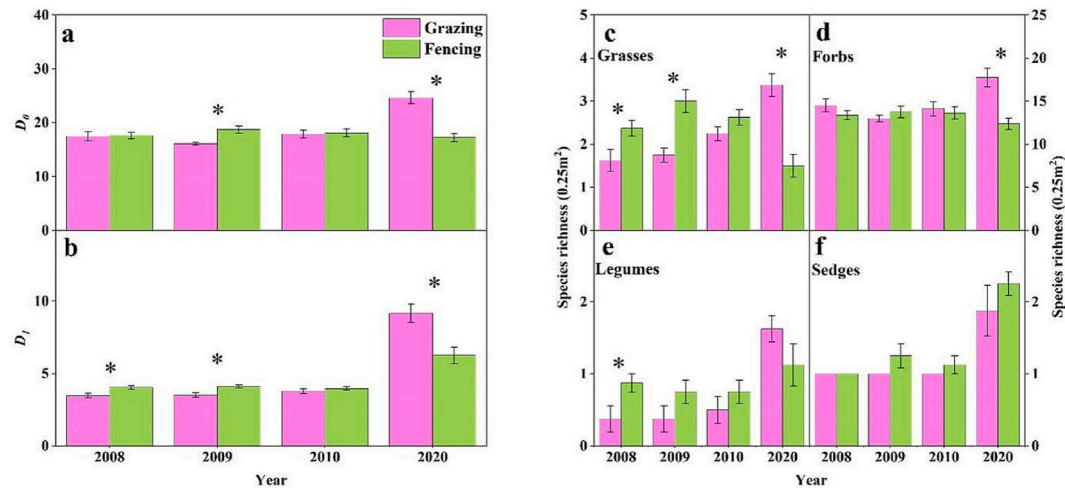 a
Grazing
Fencing
40
30
20
10
0
D0
*
*
b
10
5
0
D1
*
*
*
2008
2009
2010
2020
Year
c
Grasses
5
4
3
2
1
0
*
*
*
d
Forbs
25
20
15
10
5
0
*
Species richness (0.25m²)
Species richness (0.25m²)
e
Legumes
2
1
0
*
f
Sedges
2
1
0
2008
2009
2010
2020
2008
2009
2010
2020
Year